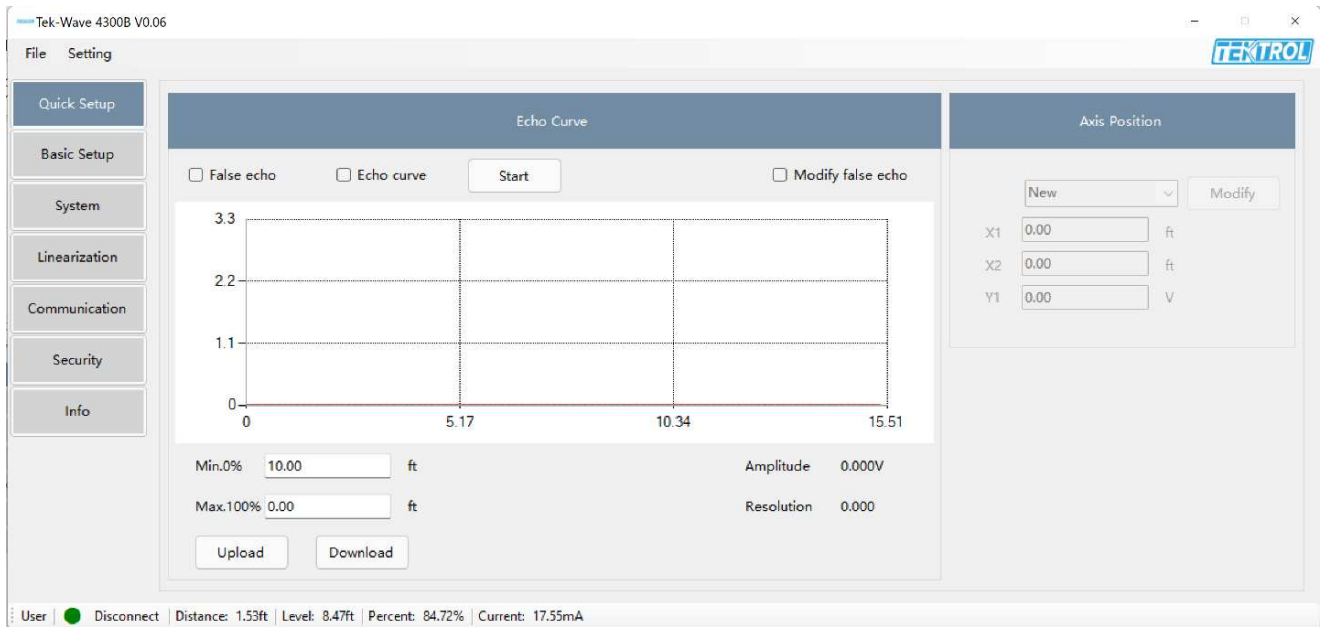 Tek-Wave 4300B V0.06
File Setting
TEKTROL
Quick Setup
Basic Setup
System
Linearization
Communication
Security
Info
Echo Curve
False echo Echo curve Start Modify false echo
3.3
2.2
1.1
0
0 5.17 10.34 15.51
Min.0% 10.00 ft Amplitude 0.000V
Max.100% 0.00 ft Resolution 0.000
Upload Download
Axis Position
New Modify
X1 0.00 ft
X2 0.00 ft
Y1 0.00 V
User Disconnect Distance: 1.53ft Level: 8.47ft Percent: 84.72% Current: 17.55mA